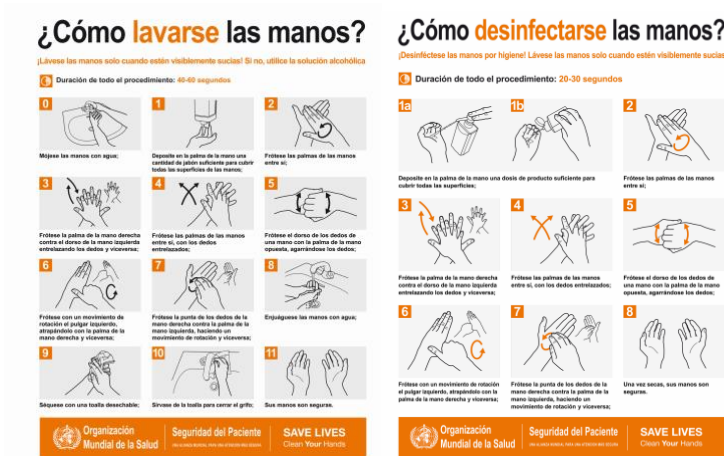 ¿Cómo lavarse las manos?
¡Lávese las manos solo cuando estén visiblemente sucias! Si no, utilice la solución alcohólica
Duración de todo el procedimiento: 40-60 segundos
0
Mójese las manos con agua;
1
Deposite en la palma de la mano una
cantidad de jabón suficiente para cubrir
todas las superficies de las manos;
2
Frótese las palmas de las manos
entre sí;
3
Frótese la palma de la mano derecha
contra el dorso de la mano izquierda
entrelazando los dedos y viceversa;
4
Frótese las palmas de las manos
entre sí, con los dedos
entrelazados;
5
Frótese el dorso de los dedos de
una mano con la palma de la mano
opuesta, agarrándose los dedos;
6
Frótese con un movimiento de
rotación el pulgar izquierdo,
atrapándolo con la palma de la
mano derecha y viceversa;
7
Frótese la punta de los dedos de la
mano derecha contra la palma de la
mano izquierda, haciendo un
movimiento de rotación y viceversa;
8
Enjuáguese las manos con agua;
9
Séquese con una toalla desechable;
10
Sírvase de la toalla para cerrar el grifo;
11
Sus manos son seguras.
Organización
Mundial de la Salud
Seguridad del Paciente
UNA ALIANZA MUNDIAL PARA UNA ATENCIÓN MÁS SEGURA
SAVE LIVES
Clean Your Hands
¿Cómo desinfectarse las manos?
¡Desinféctese las manos por higiene! Lávese las manos solo cuando estén visiblemente sucias
Duración de todo el procedimiento: 20-30 segundos
1a
1b
Deposite en la palma de la mano una dosis de producto suficiente para
cubrir todas las superficies;
2
Frótese las palmas de las manos
entre sí;
3
Frótese la palma de la mano derecha
contra el dorso de la mano izquierda
entrelazando los dedos y viceversa;
4
Frótese las palmas de las manos
entre sí, con los dedos entrelazados;
5
Frótese el dorso de los dedos de
una mano con la palma de la mano
opuesta, agarrándose los dedos;
6
Frótese con un movimiento de rotación
el pulgar izquierdo, atrapándolo con la
palma de la mano derecha y viceversa;
7
Frótese la punta de los dedos de la
mano derecha contra la palma de la
mano izquierda, haciendo un
movimiento de rotación y viceversa;
8
Una vez secas, sus manos son
seguras.
Organización
Mundial de la Salud
Seguridad del Paciente
UNA ALIANZA MUNDIAL PARA UNA ATENCIÓN MÁS SEGURA
SAVE LIVES
Clean Your Hands